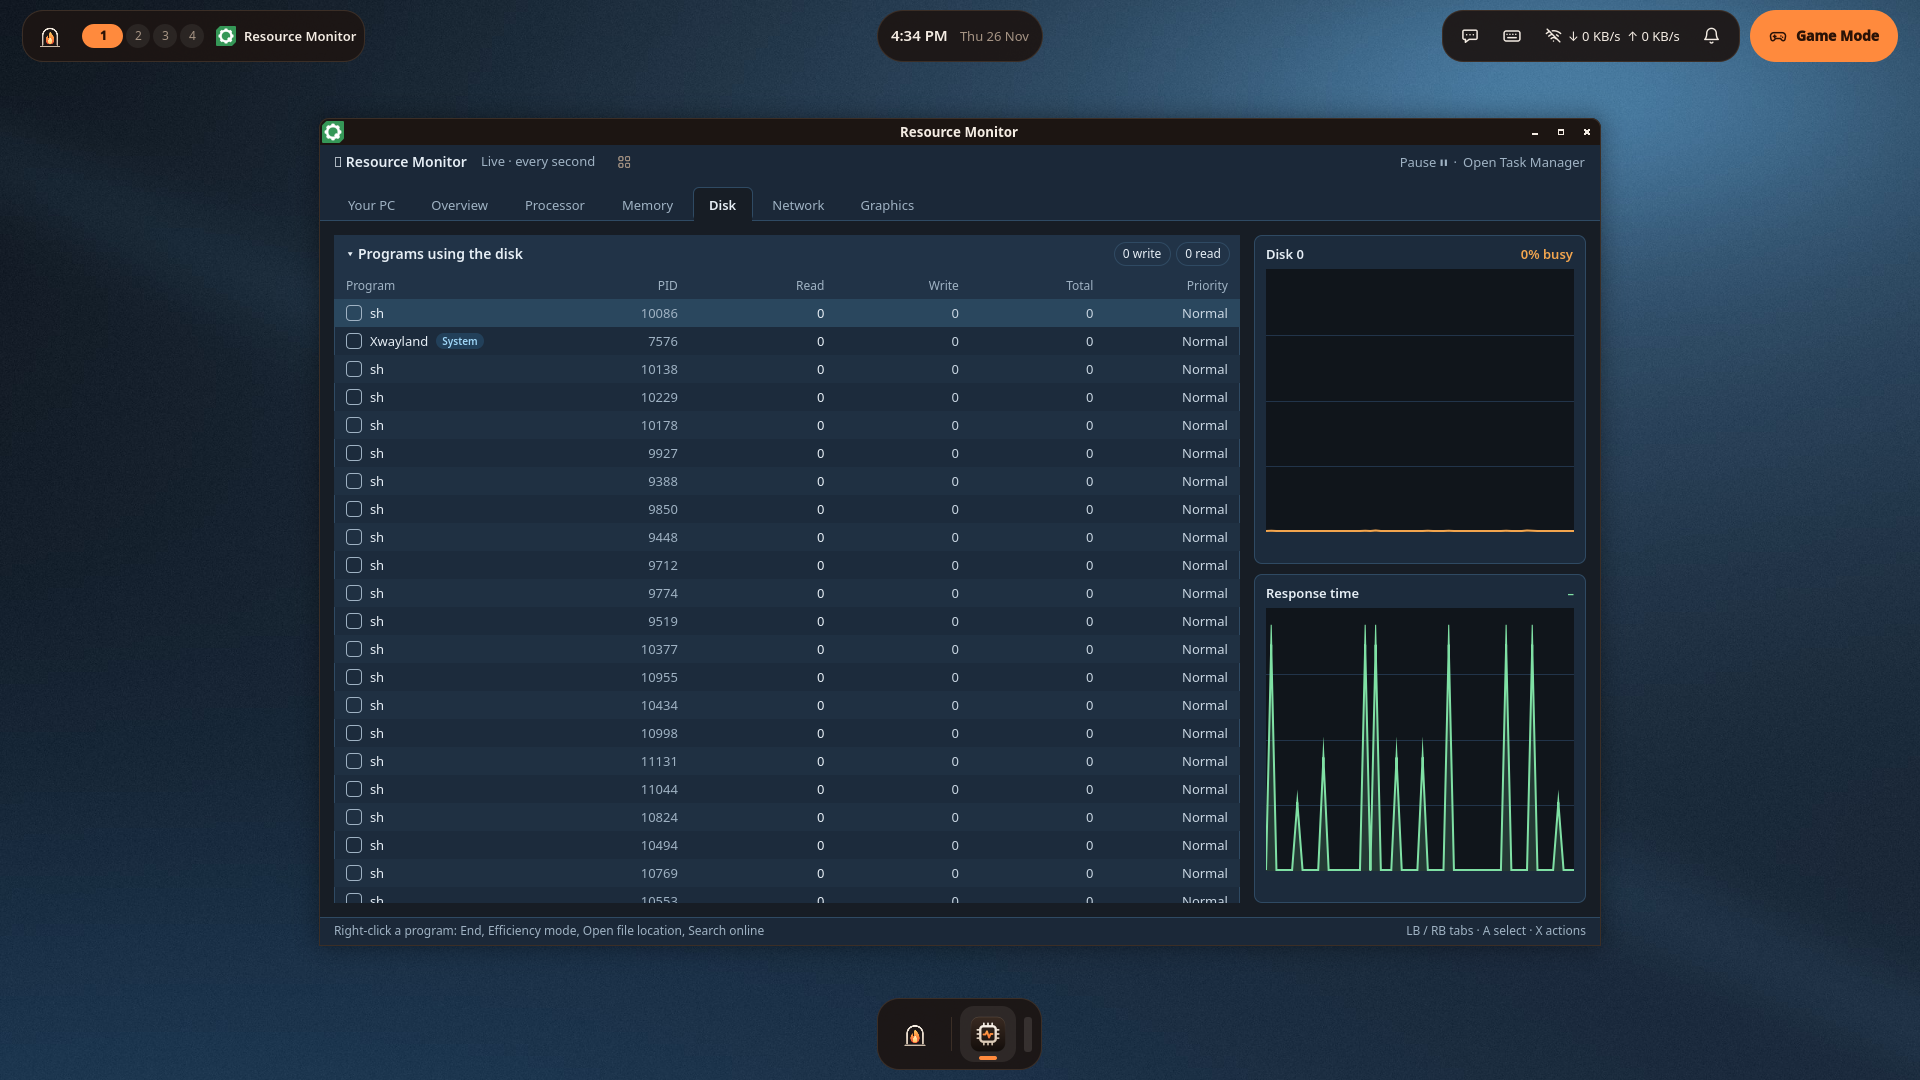 1 2 3 4 Resource Monitor
4:34 PM Thu 26 Nov
↓ 0 KB/s ↑ 0 KB/s
Game Mode
Resource Monitor
Resource Monitor Live · every second
Pause · Open Task Manager
Your PC Overview Processor Memory Disk Network Graphics
Programs using the disk 0 write 0 read
Program PID Read Write Total Priority
sh 10086 0 0 0 Normal
Xwayland System 7576 0 0 0 Normal
sh 10138 0 0 0 Normal
sh 10229 0 0 0 Normal
sh 10178 0 0 0 Normal
sh 9927 0 0 0 Normal
sh 9388 0 0 0 Normal
sh 9850 0 0 0 Normal
sh 9448 0 0 0 Normal
sh 9712 0 0 0 Normal
sh 9774 0 0 0 Normal
sh 9519 0 0 0 Normal
sh 10377 0 0 0 Normal
sh 10955 0 0 0 Normal
sh 10434 0 0 0 Normal
sh 10998 0 0 0 Normal
sh 11131 0 0 0 Normal
sh 11044 0 0 0 Normal
sh 10824 0 0 0 Normal
sh 10494 0 0 0 Normal
sh 10769 0 0 0 Normal
sh 10553 0 0 0 Normal
Disk 0 0% busy
Response time –
Right-click a program: End, Efficiency mode, Open file location, Search online
LB / RB tabs · A select · X actions